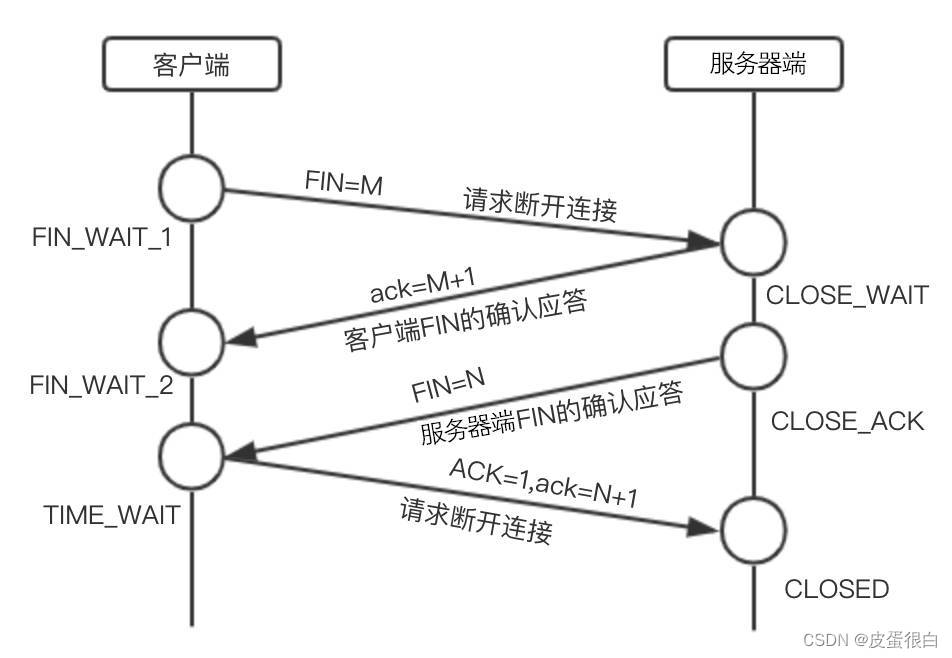 客户端
服务器端
FIN=M
请求断开连接
FIN_WAIT_1
ack=M+1
CLOSE_WAIT
客户端FIN的确认应答
FIN_WAIT_2
FIN=N
服务器端FIN的确认应答
CLOSE_ACK
ACK=1,ack=N+1
TIME_WAIT
请求断开连接
CLOSED
CSDN @皮蛋很白